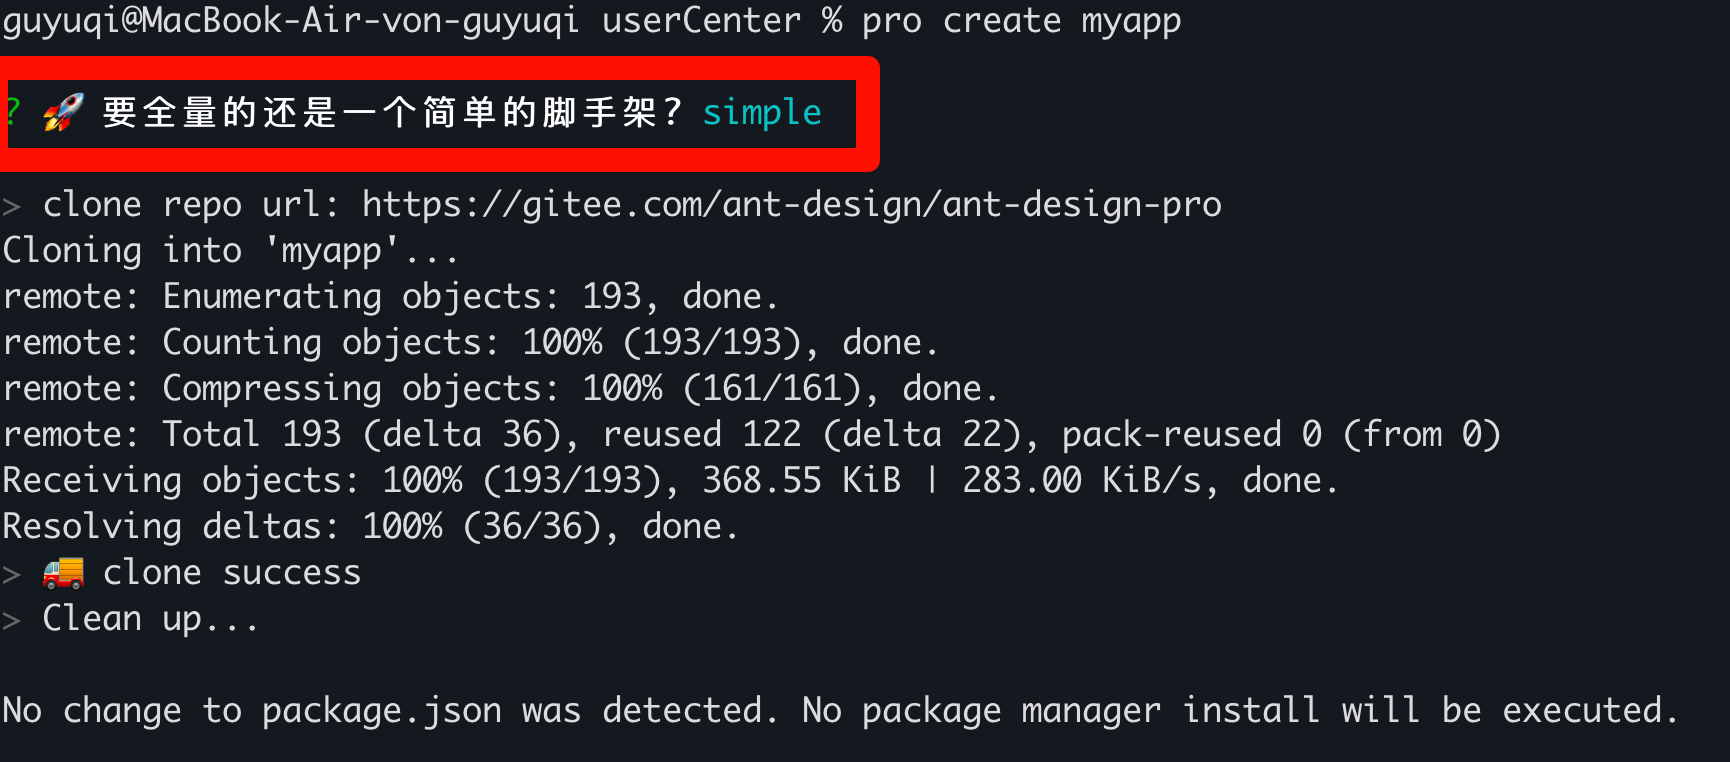 guyuqi@MacBook-Air-von-guyuqi userCenter % pro create myapp
? 🚀 要全量的还是一个简单的脚手架? simple
> clone repo url: https://gitee.com/ant-design/ant-design-pro
Cloning into 'myapp'...
remote: Enumerating objects: 193, done.
remote: Counting objects: 100% (193/193), done.
remote: Compressing objects: 100% (161/161), done.
remote: Total 193 (delta 36), reused 122 (delta 22), pack-reused 0 (from 0)
Receiving objects: 100% (193/193), 368.55 KiB | 283.00 KiB/s, done.
Resolving deltas: 100% (36/36), done.
> 🚚 clone success
> Clean up...
No change to package.json was detected. No package manager install will be executed.